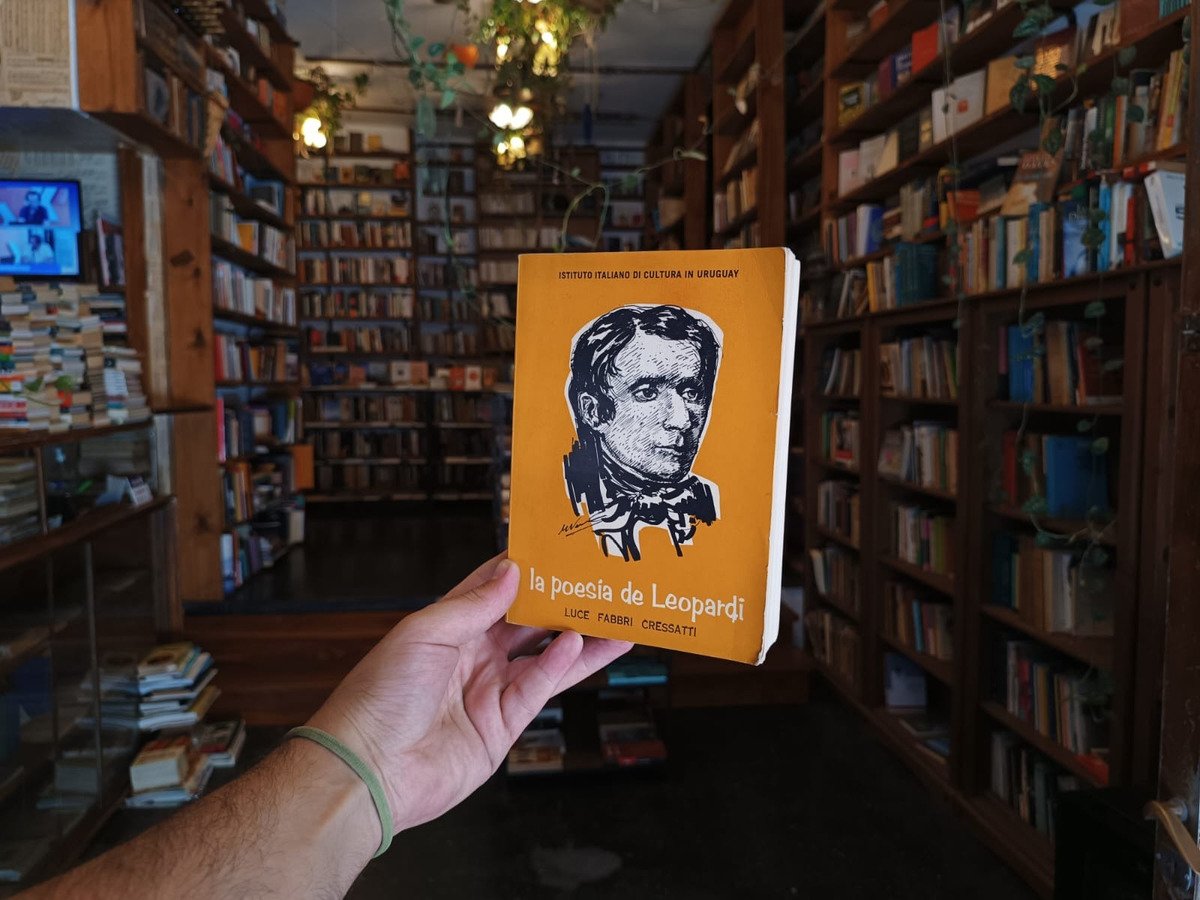 ISTITUTO ITALIANO DI CULTURA IN URUGUAY
la poesía de Leopardi
LUCE FABBRI CRESSATTI